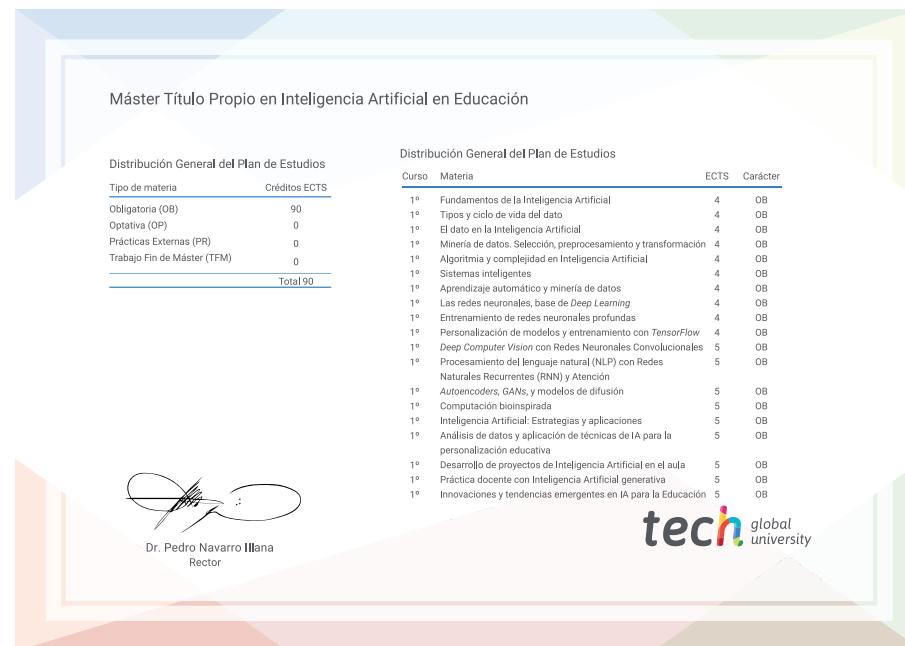 Máster Título Propio en Inteligencia Artificial en Educación
Distribución General del Plan de Estudios
Tipo de materia Créditos ECTS
Obligatoria (OB) 90
Optativa (OP) 0
Prácticas Externas (PR) 0
Trabajo Fin de Máster (TFM) 0
Total 90
Distribución General del Plan de Estudios
Curso Materia ECTS Carácter
1º Fundamentos de la Inteligencia Artificial 4 OB
1º Tipos y ciclo de vida del dato 4 OB
1º El dato en la Inteligencia Artificial 4 OB
1º Minería de datos. Selección, preprocesamiento y transformación 4 OB
1º Algoritmia y complejidad en Inteligencia Artificial 4 OB
1º Sistemas inteligentes 4 OB
1º Aprendizaje automático y minería de datos 4 OB
1º Las redes neuronales, base de Deep Learning 4 OB
1º Entrenamiento de redes neuronales profundas 4 OB
1º Personalización de modelos y entrenamiento con TensorFlow 4 OB
1º Deep Computer Vision con Redes Neuronales Convolucionales 5 OB
1º Procesamiento del lenguaje natural (NLP) con Redes 5 OB
Naturales Recurrentes (RNN) y Atención
1º Autoencoders, GANs, y modelos de difusión 5 OB
1º Computación bioinspirada 5 OB
1º Inteligencia Artificial: Estrategias y aplicaciones 5 OB
1º Análisis de datos y aplicación de técnicas de IA para la 5 OB
personalización educativa
1º Desarrollo de proyectos de Inteligencia Artificial en el aula 5 OB
1º Práctica docente con Inteligencia Artificial generativa 5 OB
1º Innovaciones y tendencias emergentes en IA para la Educación 5 OB
Dr. Pedro Navarro Illana
Rector
tech global
university